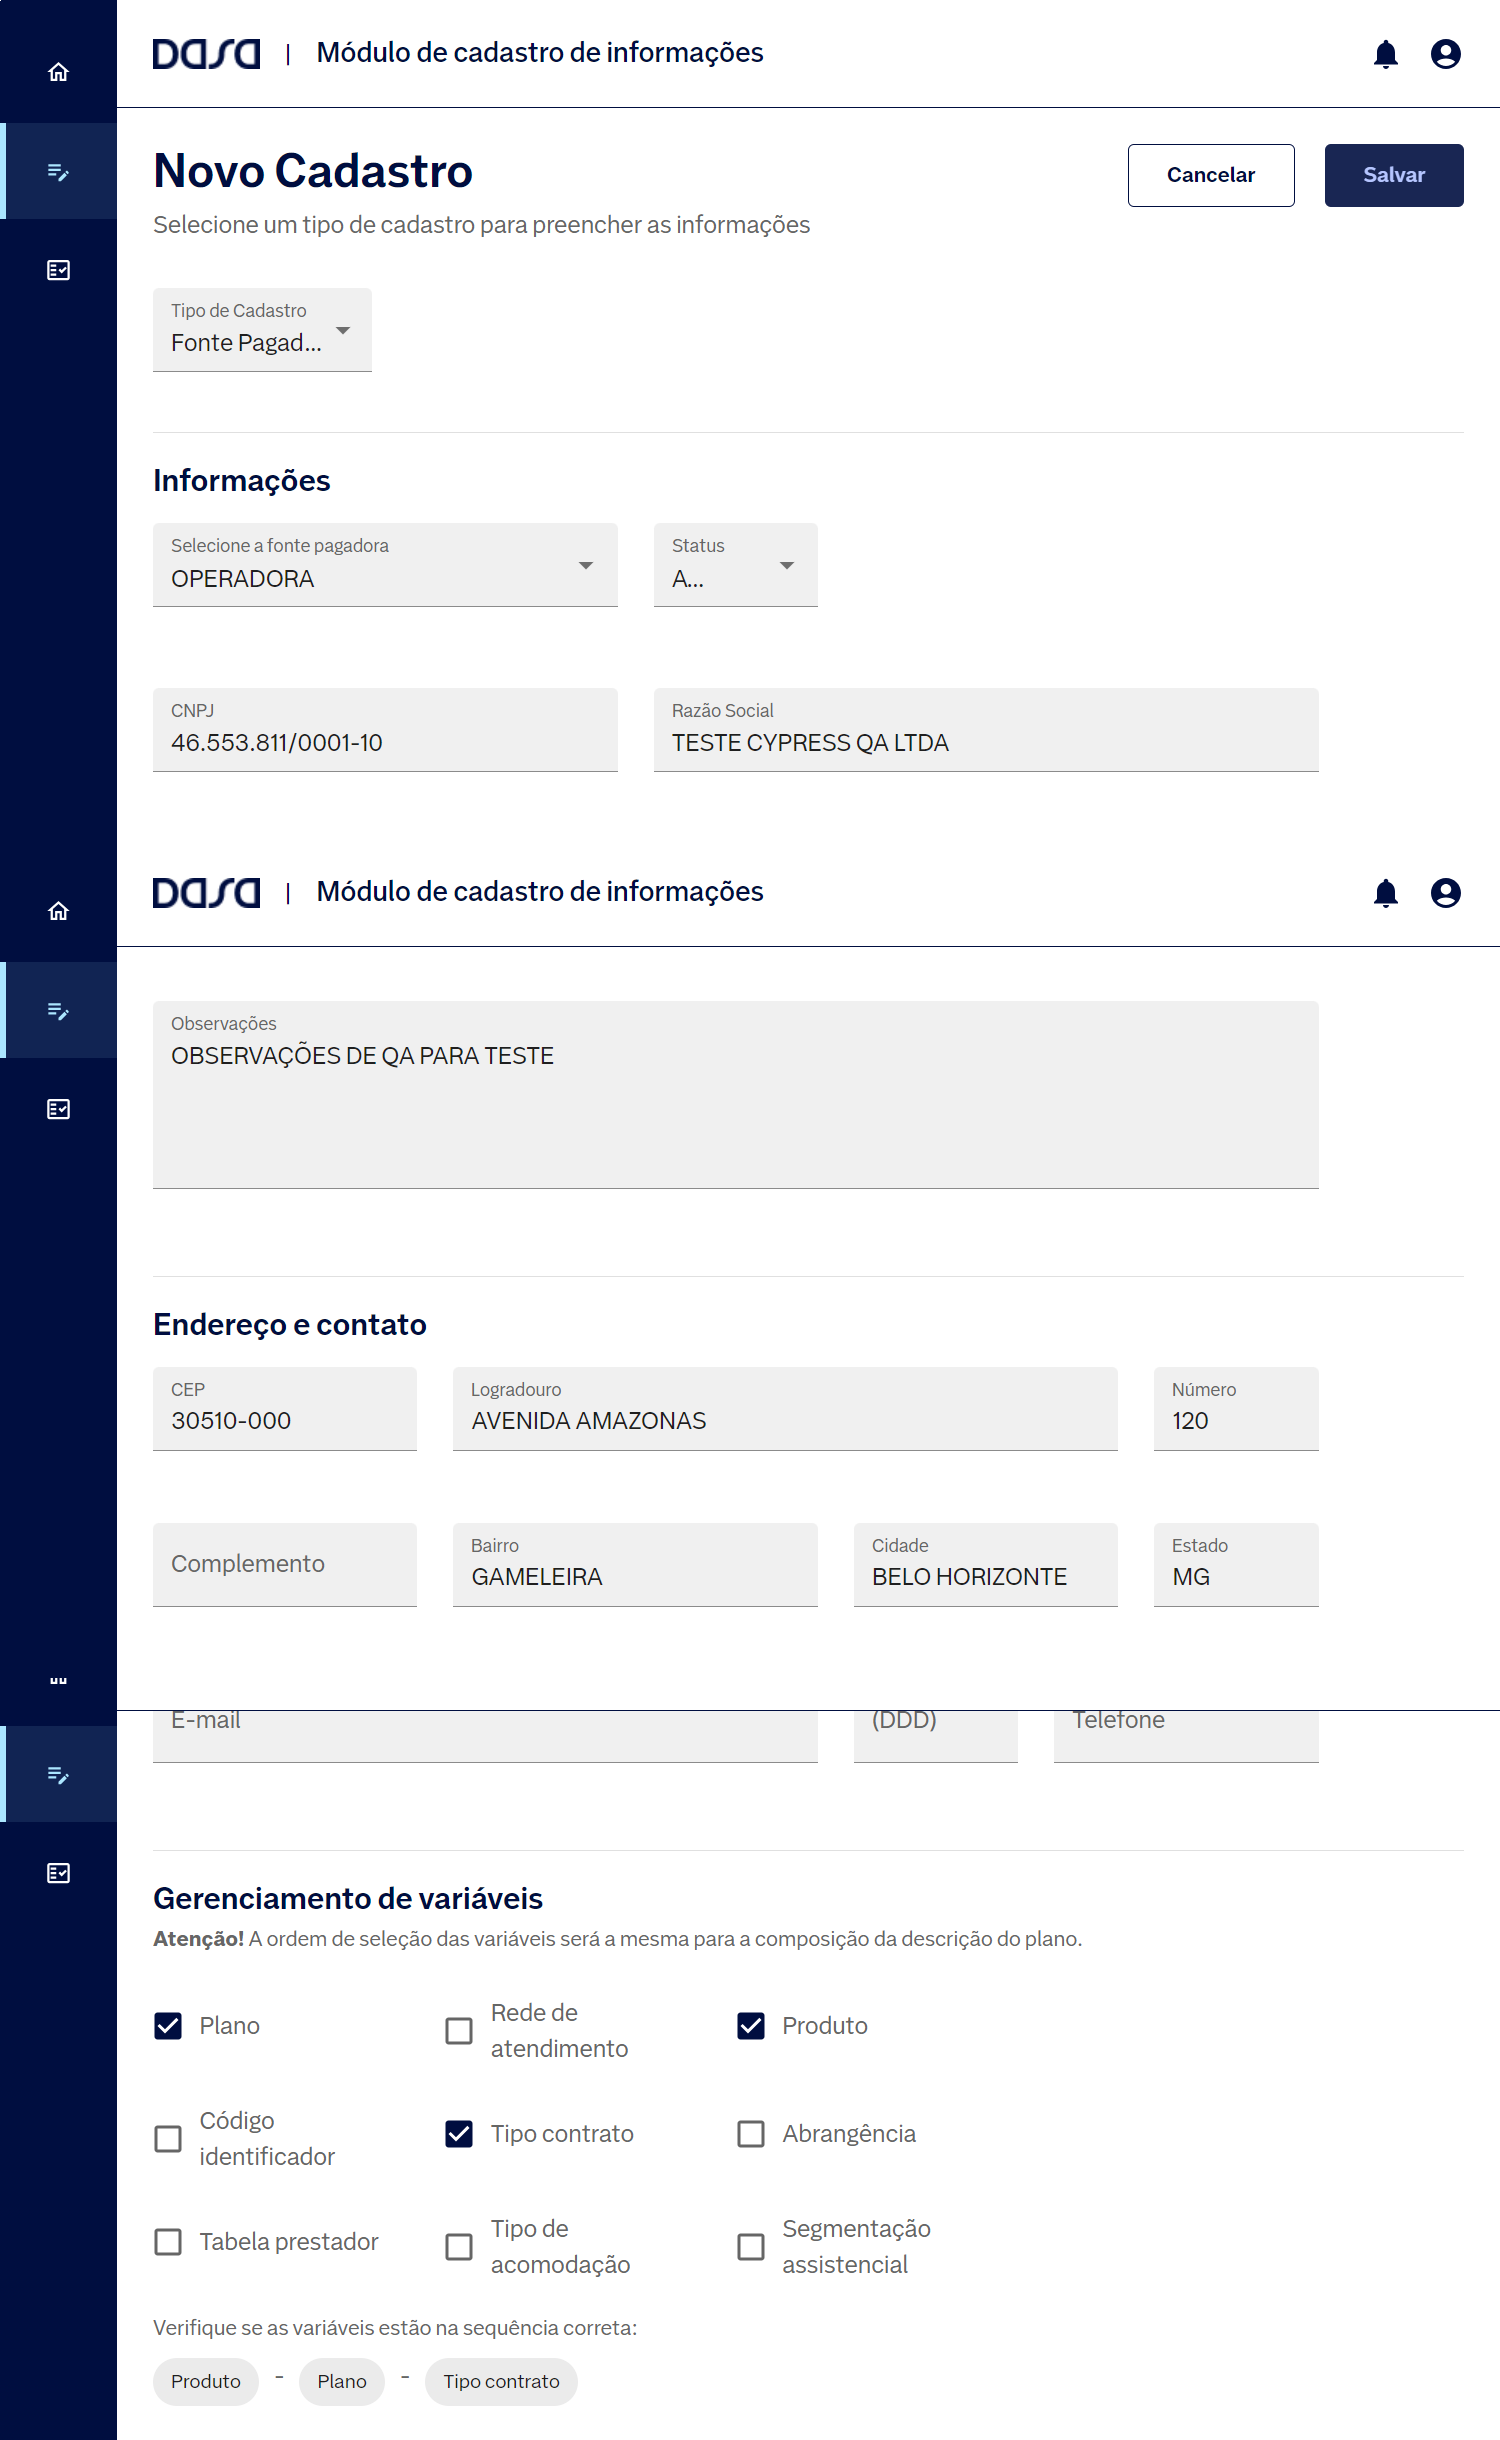 Dasa | Módulo de cadastro de informações
Novo Cadastro
Cancelar
Salvar
Selecione um tipo de cadastro para preencher as informações
Tipo de Cadastro
Fonte Pagad...
Informações
Selecione a fonte pagadora
OPERADORA
Status
A...
CNPJ
46.553.811/0001-10
Razão Social
TESTE CYPRESS QA LTDA
Dasa | Módulo de cadastro de informações
Observações
OBSERVAÇÕES DE QA PARA TESTE
Endereço e contato
CEP
30510-000
Logradouro
AVENIDA AMAZONAS
Número
120
Complemento
Bairro
GAMELEIRA
Cidade
BELO HORIZONTE
Estado
MG
E-mail
(DDD)
Telefone
Gerenciamento de variáveis
Atenção! A ordem de seleção das variáveis será a mesma para a composição da descrição do plano.
Plano
Rede de
atendimento
Produto
Código
identificador
Tipo contrato
Abrangência
Tabela prestador
Tipo de
acomodação
Segmentação
assistencial
Verifique se as variáveis estão na sequência correta:
Produto - Plano - Tipo contrato